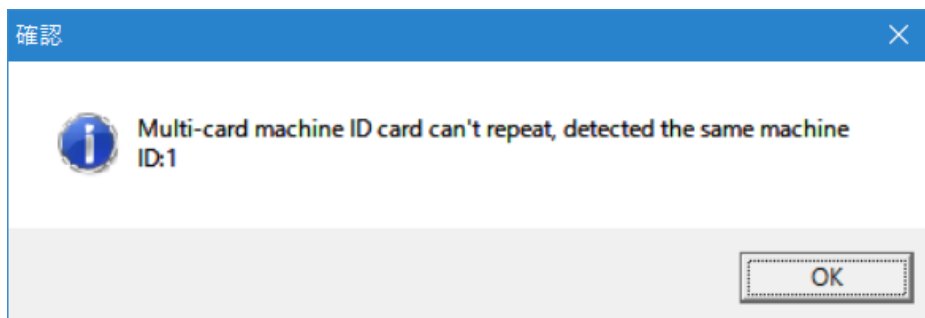 確認
Multi-card machine ID card can't repeat, detected the same machine
ID:1
OK